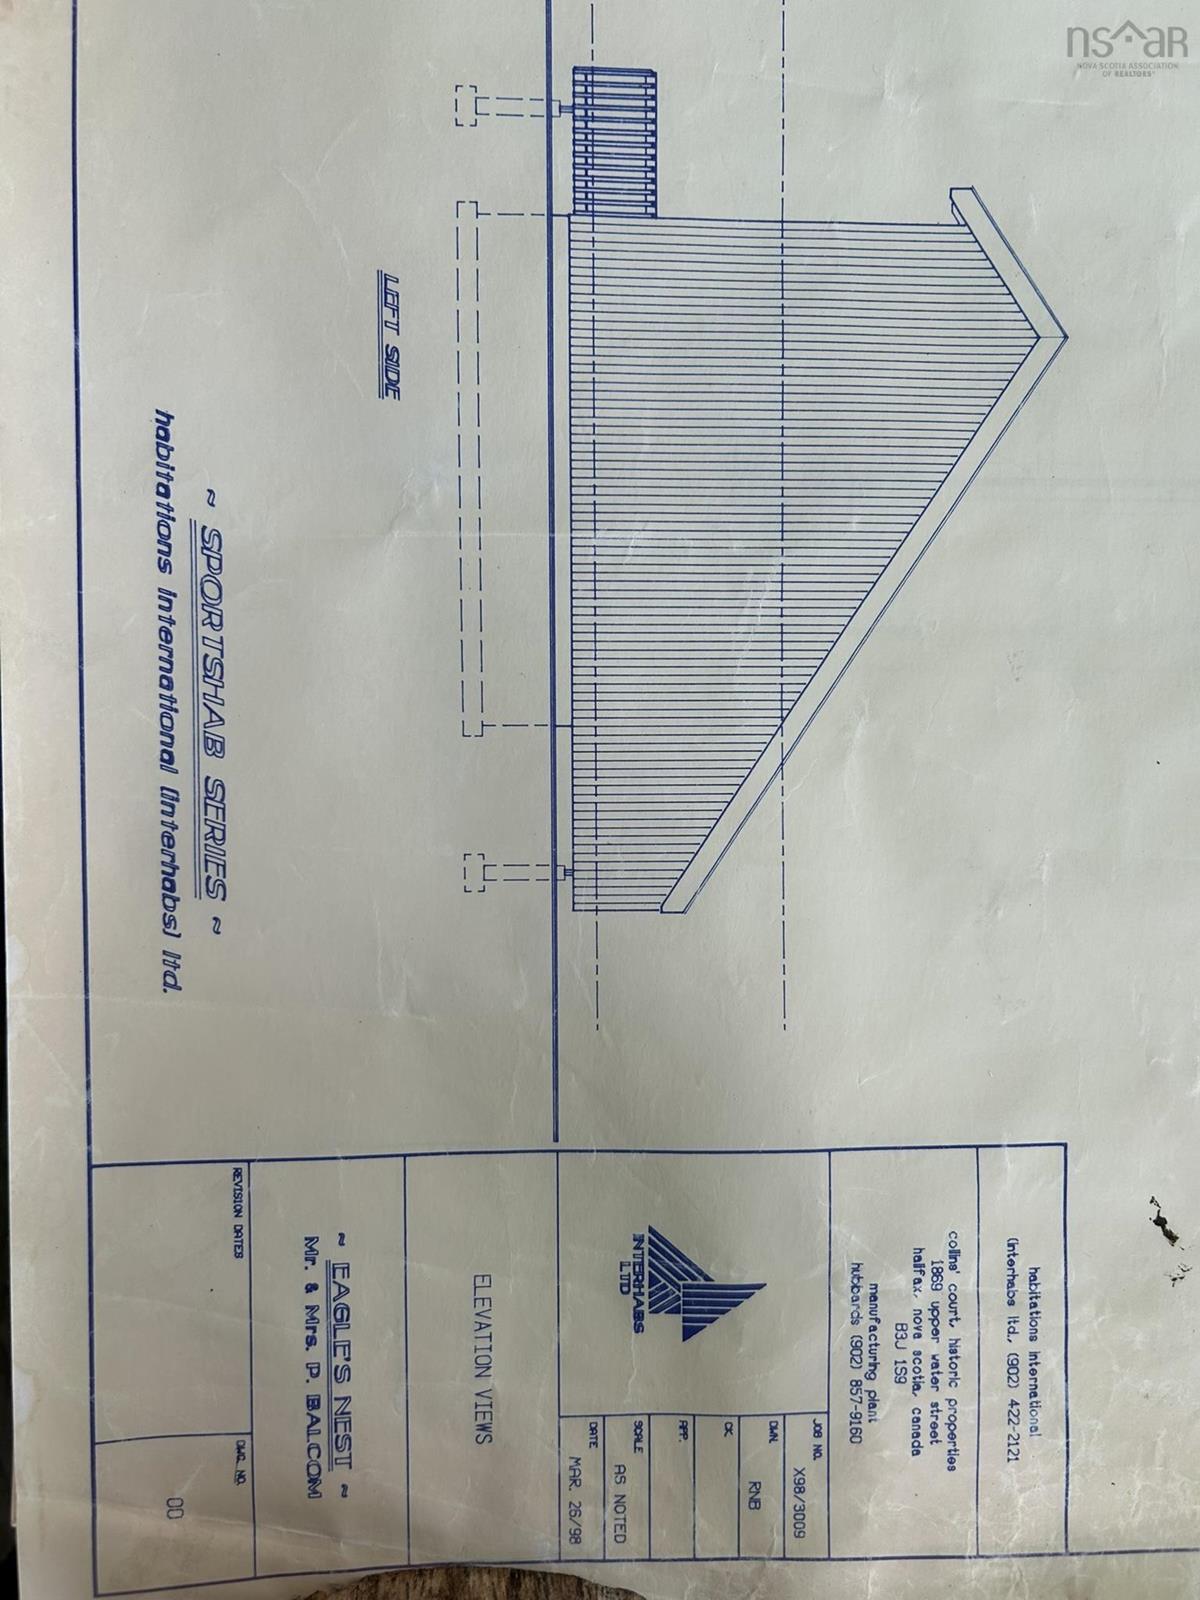 nsar
NOVA SCOTIA ASSOCIATION
OF REALTORS®
LEFT SIDE
~ SPORTSHAB SERIES ~
habitations international (interhabs) ltd.
habitations international
(interhabs ltd., (902) 422-2121
collins' court, historic properties
1869 upper water street
halifax, nova scotia, canada
B3J 1S9
manufacturing plant
hubbards (902) 857-9160
INTERHABS
LTD
JOB NO. X98/3009
DWN. RNB
CK.
APP.
SCALE AS NOTED
DATE MAR. 26/98
ELEVATION VIEWS
~ EAGLE'S NEST ~
Mr. & Mrs. P. BALCOM
REVISION DATES
DWG. NO.
00